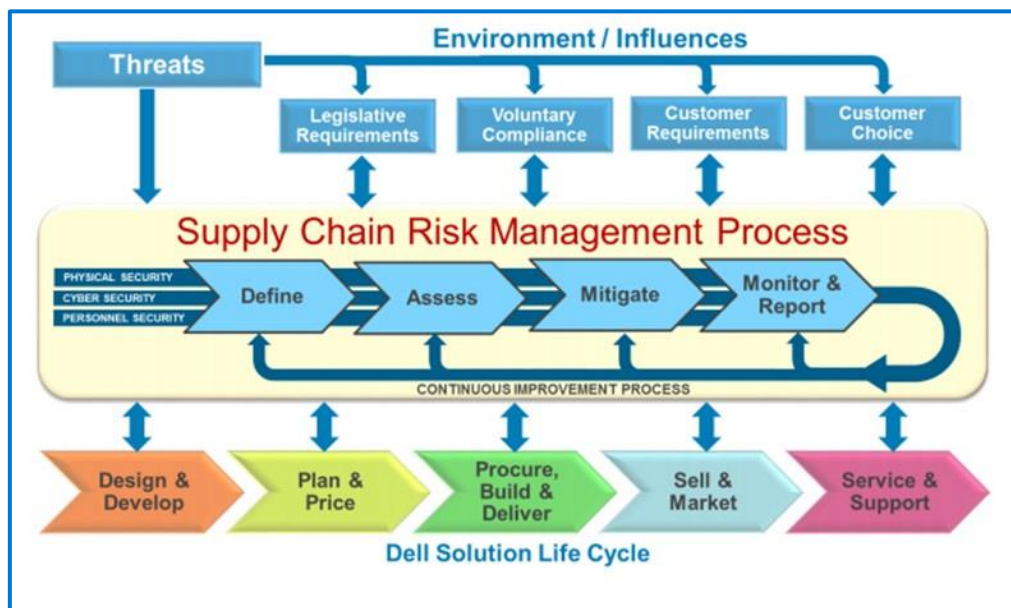 Environment / Influences
Threats
Legislative
Requirements
Voluntary
Compliance
Customer
Requirements
Customer
Choice
Supply Chain Risk Management Process
PHYSICAL SECURITY
CYBER SECURITY
PERSONNEL SECURITY
Define
Assess
Mitigate
Monitor &
Report
CONTINUOUS IMPROVEMENT PROCESS
Design &
Develop
Plan &
Price
Procure,
Build &
Deliver
Sell &
Market
Service &
Support
Dell Solution Life Cycle